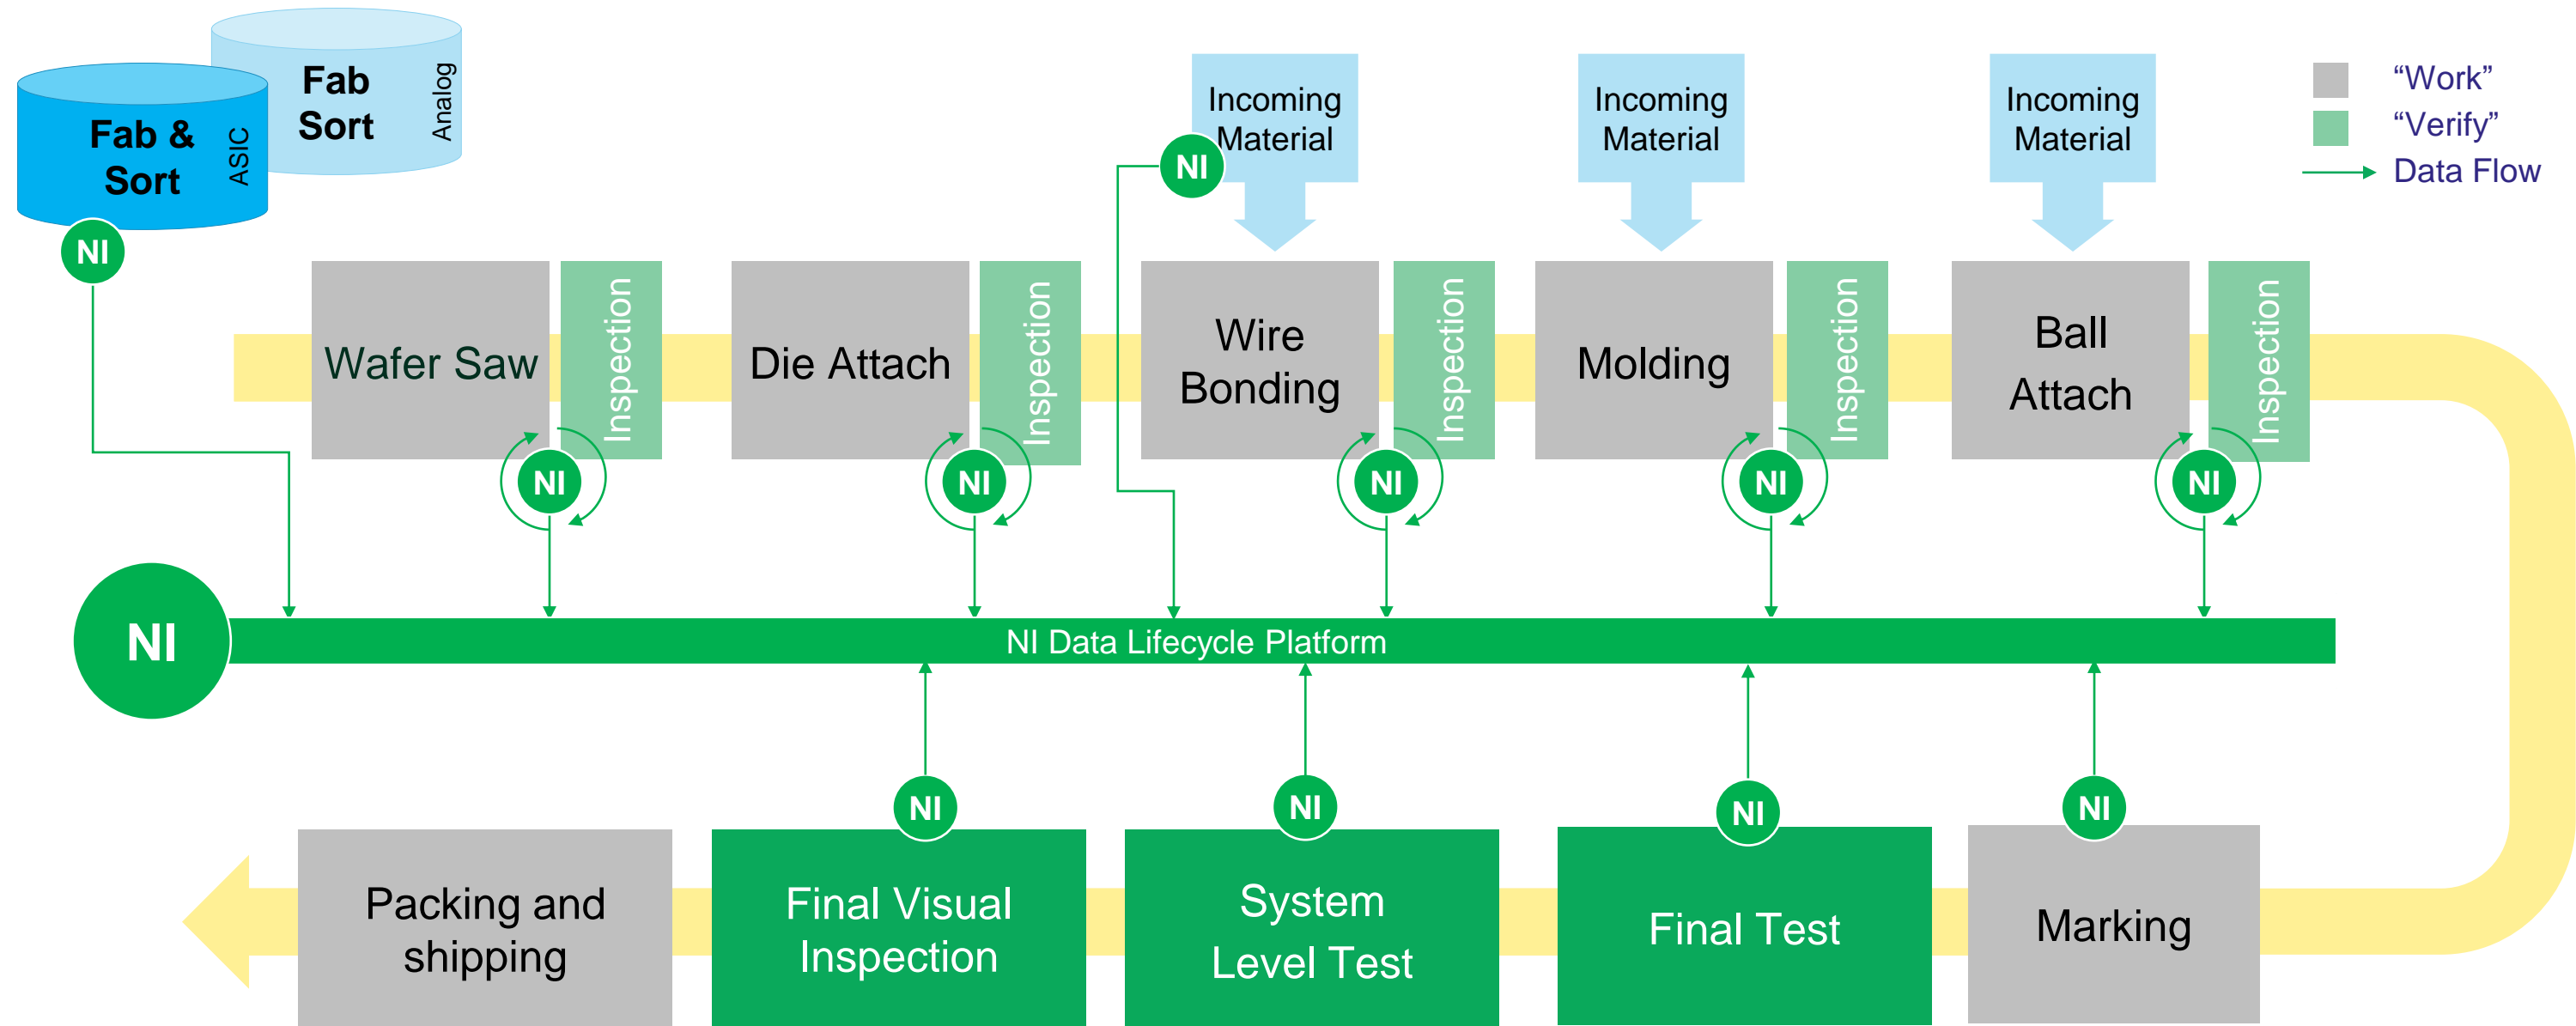 Fab
Sort
Analog
Fab &
Sort
ASIC
NI
Incoming
Material
NI
Incoming
Material
Incoming
Material
“Work”
“Verify”
Data Flow
Wafer Saw
Inspection
NI
Die Attach
Inspection
NI
Wire
Bonding
Inspection
NI
Molding
Inspection
NI
Ball
Attach
Inspection
NI
NI
NI Data Lifecycle Platform
NI
NI
NI
NI
Packing and
shipping
Final Visual
Inspection
System
Level Test
Final Test
Marking